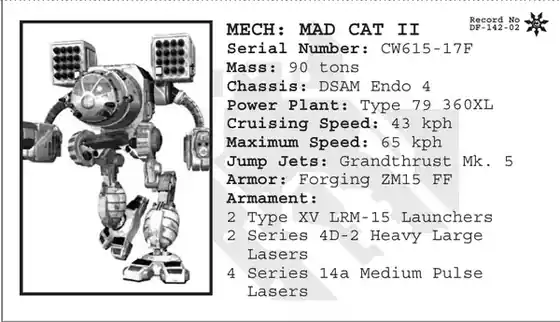 MECH: MAD CAT II
Record No
DF-142-02
Serial Number: CW615-17F
Mass: 90 tons
Chassis: DSAM Endo 4
Power Plant: Type 79 360XL
Cruising Speed: 43 kph
Maximum Speed: 65 kph
Jump Jets: Grandthrust Mk. 5
Armor: Forging ZM15 FF
Armament:
2 Type XV LRM-15 Launchers
2 Series 4D-2 Heavy Large
Lasers
4 Series 14a Medium Pulse
Lasers